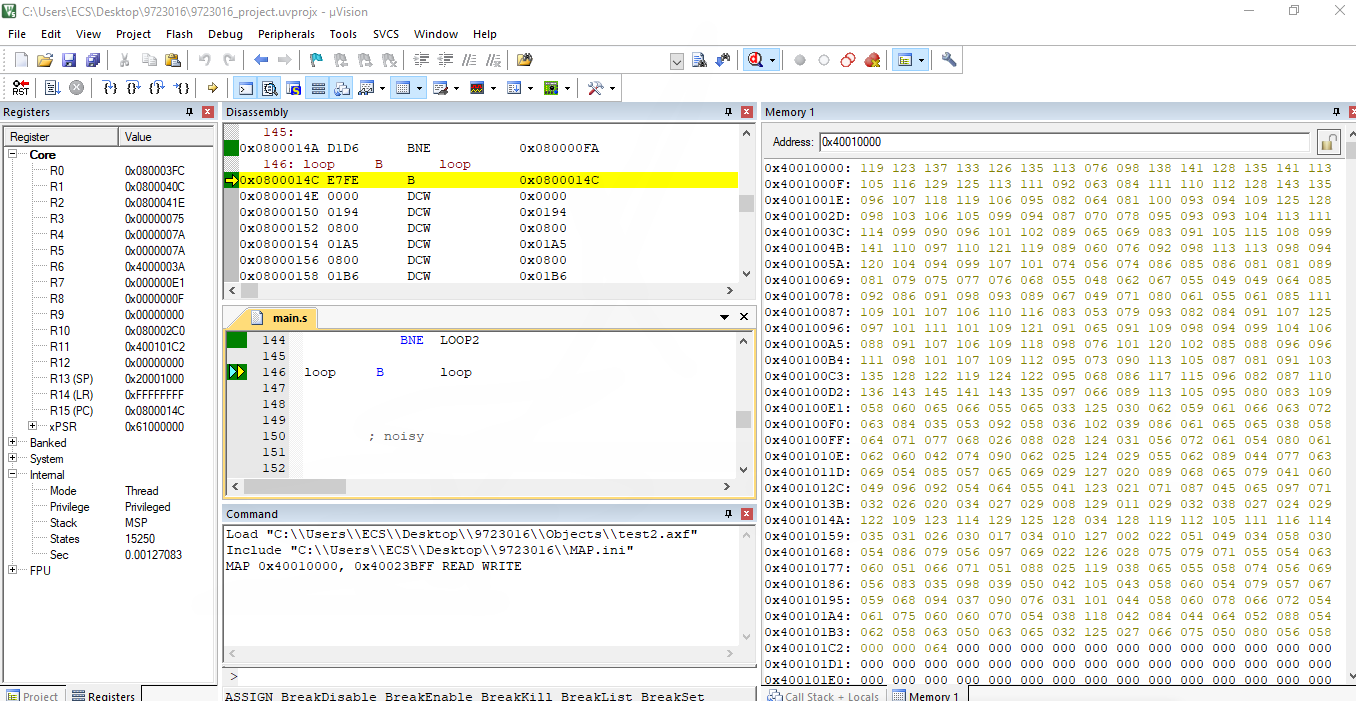 C:\Users\ECS\Desktop\9723016\9723016_project.uvprojx - µVision
File Edit View Project Flash Debug Peripherals Tools SVCS Window Help
Registers
Register Value
Core
R0 0x080003FC
R1 0x0800040C
R2 0x0800041E
R3 0x00000075
R4 0x0000007A
R5 0x0000007A
R6 0x4000003A
R7 0x000000E1
R8 0x0000000F
R9 0x00000000
R10 0x080002C0
R11 0x400101C2
R12 0x00000000
R13 (SP) 0x20001000
R14 (LR) 0xFFFFFFFF
R15 (PC) 0x0800014C
xPSR 0x61000000
Banked
System
Internal
Mode Thread
Privilege Privileged
Stack MSP
States 15250
Sec 0.00127083
FPU
Project Registers
Disassembly
145:
0x0800014A D1D6 BNE 0x080000FA
146: loop B loop
0x0800014C E7FE B 0x0800014C
0x0800014E 0000 DCW 0x0000
0x08000150 0194 DCW 0x0194
0x08000152 0800 DCW 0x0800
0x08000154 01A5 DCW 0x01A5
0x08000156 0800 DCW 0x0800
0x08000158 01B6 DCW 0x01B6
main.s
144 BNE LOOP2
145
146 loop B loop
147
148
149
150 ; noisy
151
152
Command
Load "C:\\Users\\ECS\\Desktop\\9723016\\Objects\\test2.axf"
Include "C:\\Users\\ECS\\Desktop\\9723016\\MAP.ini"
MAP 0x40010000, 0x40023BFF READ WRITE
>
ASSIGN BreakDisable BreakEnable BreakKill BreakList BreakSet
Memory 1
Address: 0x40010000
0x40010000: 119 123 137 133 126 135 113 076 098 138 141 128 135 141 113
0x4001000F: 105 116 129 125 113 111 092 063 084 111 110 112 128 143 135
0x4001001E: 096 107 118 119 106 095 082 064 081 100 093 094 109 125 128
0x4001002D: 098 103 106 105 099 094 087 070 078 095 093 093 104 113 111
0x4001003C: 114 099 090 096 101 102 089 065 069 083 091 105 115 108 099
0x4001004B: 141 110 097 110 121 119 089 060 076 092 098 113 113 098 094
0x4001005A: 120 104 094 099 107 101 074 056 074 086 085 086 081 081 089
0x40010069: 081 079 075 077 076 068 055 048 062 067 055 049 049 064 085
0x40010078: 092 086 091 098 093 089 067 049 071 080 061 055 061 085 111
0x40010087: 109 101 107 106 110 116 083 053 079 093 082 084 091 107 125
0x40010096: 097 101 111 101 109 121 091 065 091 109 098 094 099 104 106
0x400100A5: 088 091 107 106 109 118 091 068 098 107 101 120 102 085 088 096 096
0x400100B4: 111 098 101 107 109 112 095 073 090 113 105 087 081 091 103
0x400100C3: 135 128 122 119 124 122 095 068 086 117 115 096 082 087 110
0x400100D2: 136 143 145 141 143 135 097 066 089 113 105 095 080 083 109
0x400100E1: 058 060 065 066 055 065 033 125 030 062 059 061 066 063 072
0x400100F0: 063 084 035 053 092 058 036 102 039 086 061 065 065 038 058
0x400100FF: 064 071 077 068 026 088 028 124 031 056 072 061 054 080 061
0x4001010E: 062 060 042 074 090 062 025 124 029 055 062 089 044 077 063
0x4001011D: 069 054 085 057 065 069 029 127 020 089 068 065 079 041 060
0x4001012C: 049 096 092 054 064 055 041 123 021 071 087 045 065 097 071
0x4001013B: 032 026 020 034 027 029 008 129 011 029 032 038 027 024 029
0x4001014A: 122 109 123 114 129 125 128 034 128 119 112 105 111 116 114
0x40010159: 035 031 026 030 017 034 010 127 002 022 051 049 034 058 030
0x40010168: 054 086 079 056 097 069 022 126 028 075 079 071 055 054 063
0x40010177: 060 051 066 071 051 088 025 119 038 065 055 058 074 056 069
0x40010186: 056 083 035 098 039 050 042 105 043 058 060 054 079 057 067
0x40010195: 059 068 094 037 090 076 031 101 044 058 060 078 066 072 054
0x400101A4: 061 075 060 060 070 054 038 118 042 084 044 064 052 088 054
0x400101B3: 062 058 063 050 063 065 032 125 027 066 075 050 080 056 058
0x400101C2: 000 000 064 000 000 000 000 000 000 000 000 000 000 000 000
0x400101D1: 000 000 000 000 000 000 000 000 000 000 000 000 000 000 000
0x400101E0: 000 000 000 000 000 000 000 000 000 000 000 000 000 000 000
Call Stack + Locals Memory 1